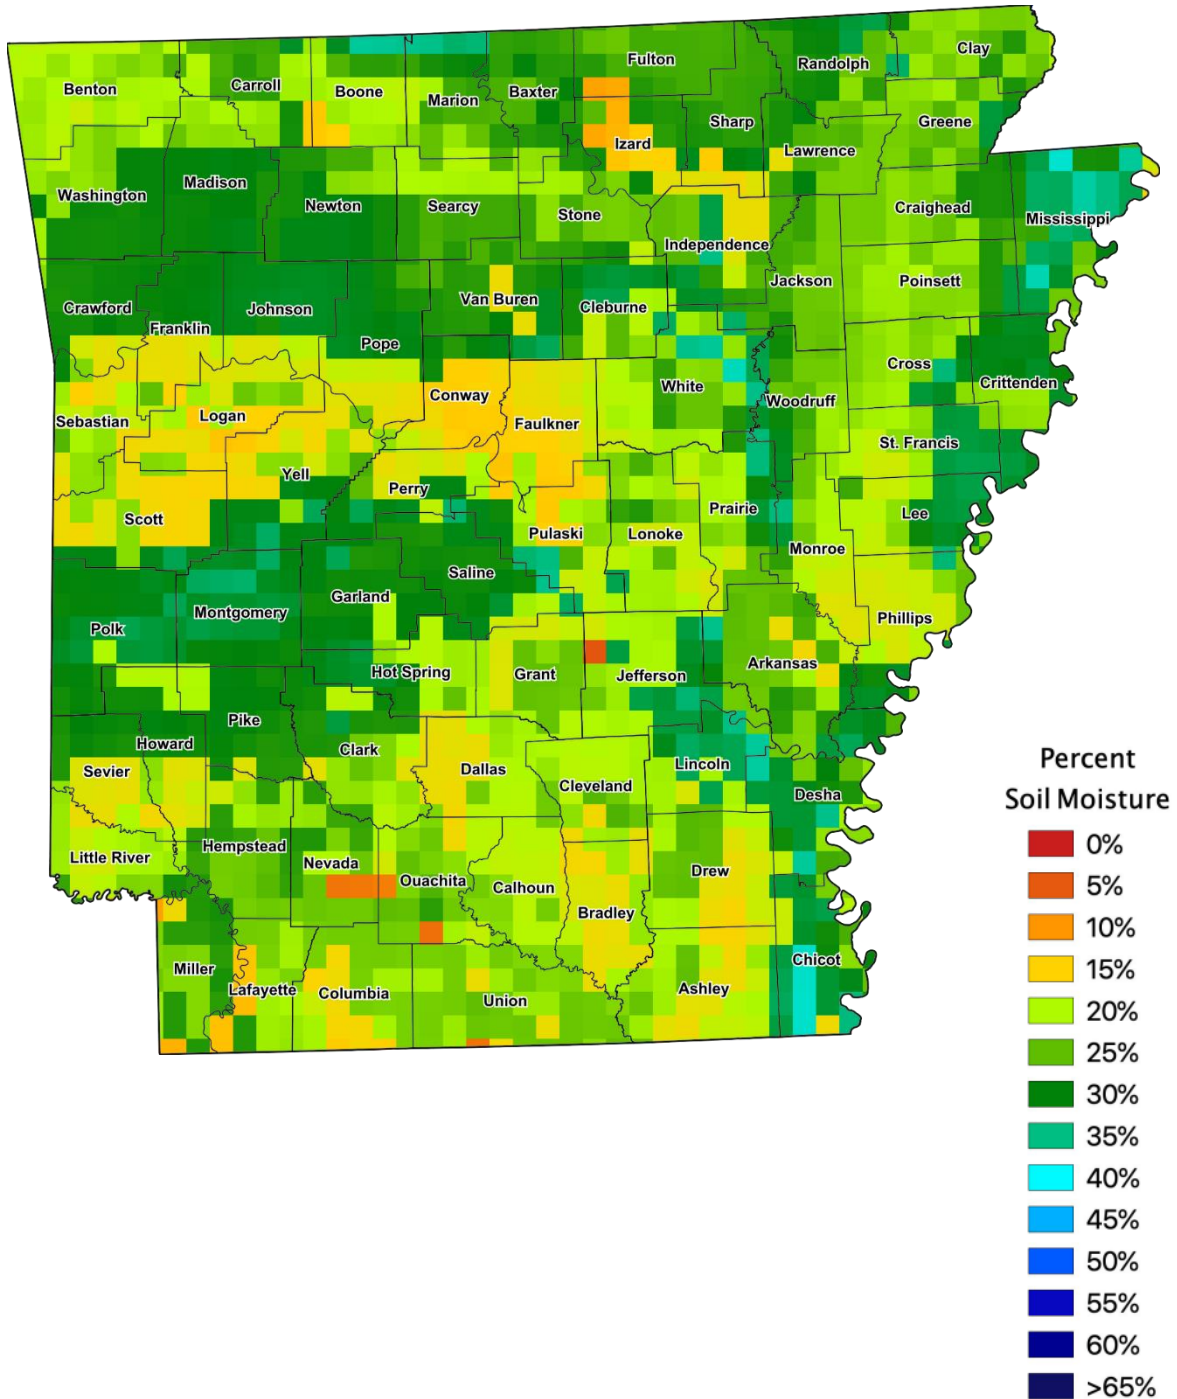 Clay
Fulton
Randolph
Carroll
Benton
Boone
Baxter
Marion
Greene
Sharp
Izard
Lawrence
Madison
Washington
Newton
Searcy
Craighead
Stone
Mississippi
Independence
Jackson
Poinsett
Van Buren
Crawford
Johnson
Cleburne
Franklin
Pope
Cross
Crittenden
White
Conway
Woodruff
Logan
Sebastian
Faulkner
St. Francis
Yell
Perry
Prairie
Lee
Scott
Pulaski
Lonoke
Monroe
Saline
Garland
Montgomery
Phillips
Polk
Arkansas
Hot Spring
Grant
Jefferson
Pike
Howard
Clark
Lincoln
Sevier
Dallas
Cleveland
Desha
Hempstead
Little River
Nevada
Drew
Ouachita
Calhoun
Bradley
Chicot
Miller
Lafayette
Columbia
Ashley
Union
Percent
Soil Moisture
0%
5%
10%
15%
20%
25%
30%
35%
40%
45%
50%
55%
60%
>65%